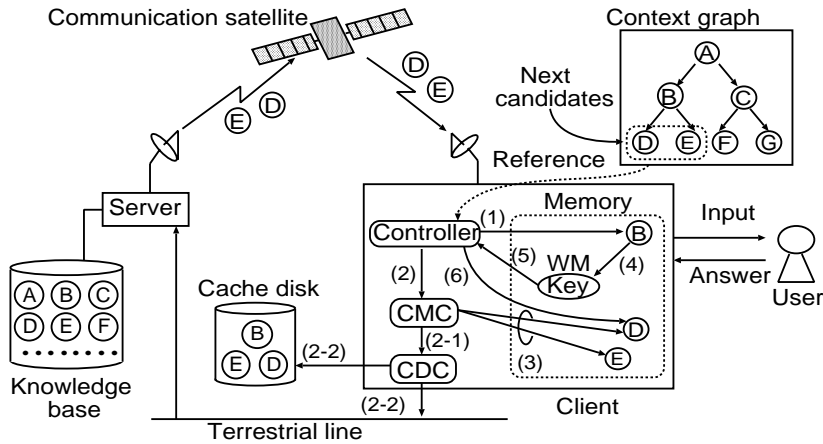 Communication satellite
Context graph
A
B
C
D
E
F
G
Next
candidates
D
E
D
E
Reference
Server
Memory
Controller
(1)
B
(5)
WM
Key
(4)
(2)
(6)
Input
Answer
User
A
B
C
D
E
F
Knowledge
base
Cache disk
B
E
D
CMC
(2-1)
(3)
D
E
CDC
(2-2)
(2-2)
Client
Terrestrial line